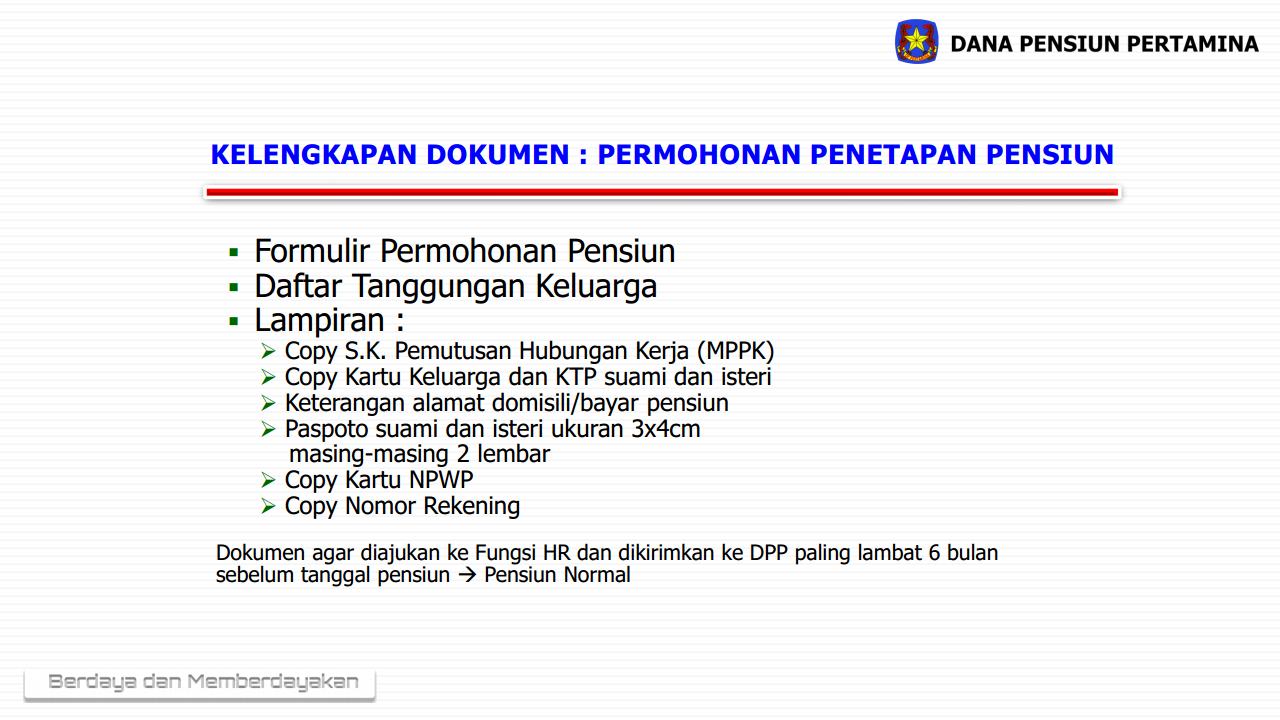 DANA PENSIUN PERTAMINA
KELENGKAPAN DOKUMEN : PERMOHONAN PENETAPAN PENSIUN
▪ Formulir Permohonan Pensiun
▪ Daftar Tanggungan Keluarga
▪ Lampiran :
➢ Copy S.K. Pemutusan Hubungan Kerja (MPPK)
➢ Copy Kartu Keluarga dan KTP suami dan isteri
➢ Keterangan alamat domisili/bayar pensiun
➢ Paspoto suami dan isteri ukuran 3x4cm
masing-masing 2 lembar
➢ Copy Kartu NPWP
➢ Copy Nomor Rekening
Dokumen agar diajukan ke Fungsi HR dan dikirimkan ke DPP paling lambat 6 bulan
sebelum tanggal pensiun → Pensiun Normal
Berdaya dan Memberdayakan